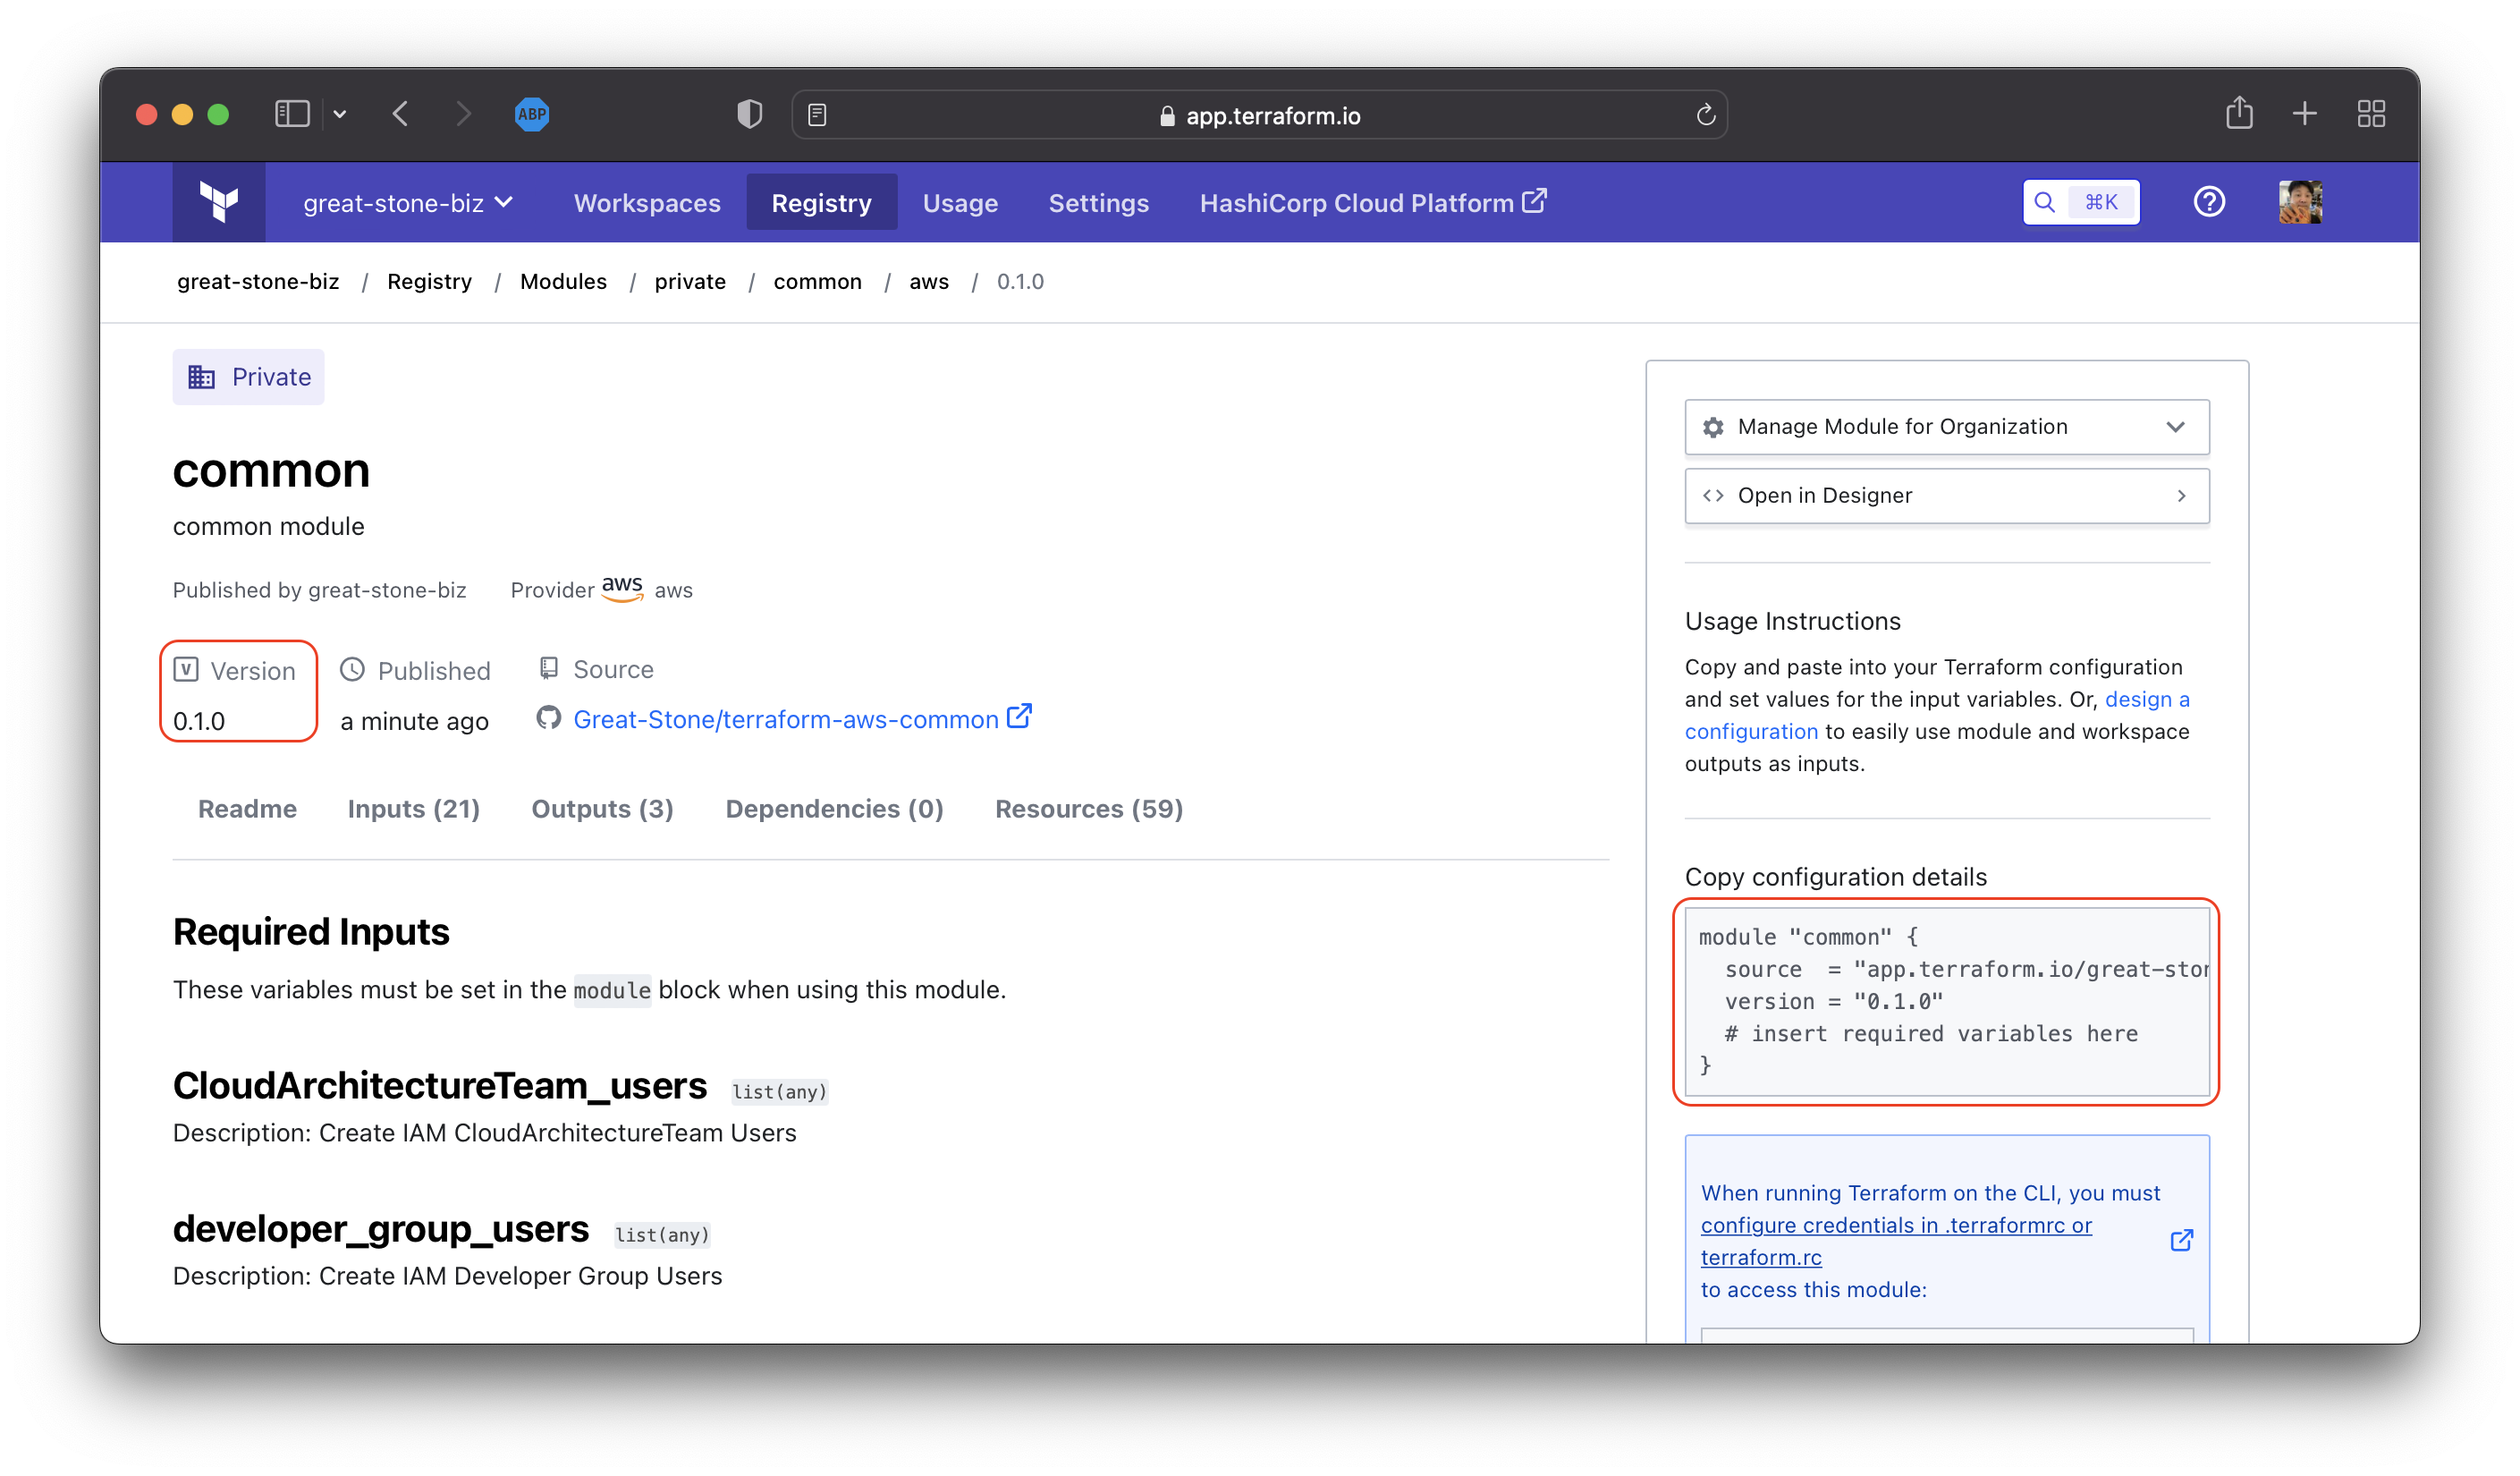 ABP
app.terraform.io
great-stone-biz Workspaces Registry Usage Settings HashiCorp Cloud Platform ⌘K
great-stone-biz / Registry / Modules / private / common / aws / 0.1.0
Private
common
common module
Published by great-stone-biz Provider aws aws
Version Published Source
0.1.0 a minute ago Great-Stone/terraform-aws-common
Readme Inputs (21) Outputs (3) Dependencies (0) Resources (59)
Required Inputs
These variables must be set in the module block when using this module.
CloudArchitectureTeam_users list(any)
Description: Create IAM CloudArchitectureTeam Users
developer_group_users list(any)
Description: Create IAM Developer Group Users
Manage Module for Organization
<> Open in Designer
Usage Instructions
Copy and paste into your Terraform configuration
and set values for the input variables. Or, design a
configuration to easily use module and workspace
outputs as inputs.
Copy configuration details
module "common" {
source = "app.terraform.io/great-stor
version = "0.1.0"
# insert required variables here
}
When running Terraform on the CLI, you must
configure credentials in .terraformrc or
terraform.rc
to access this module: